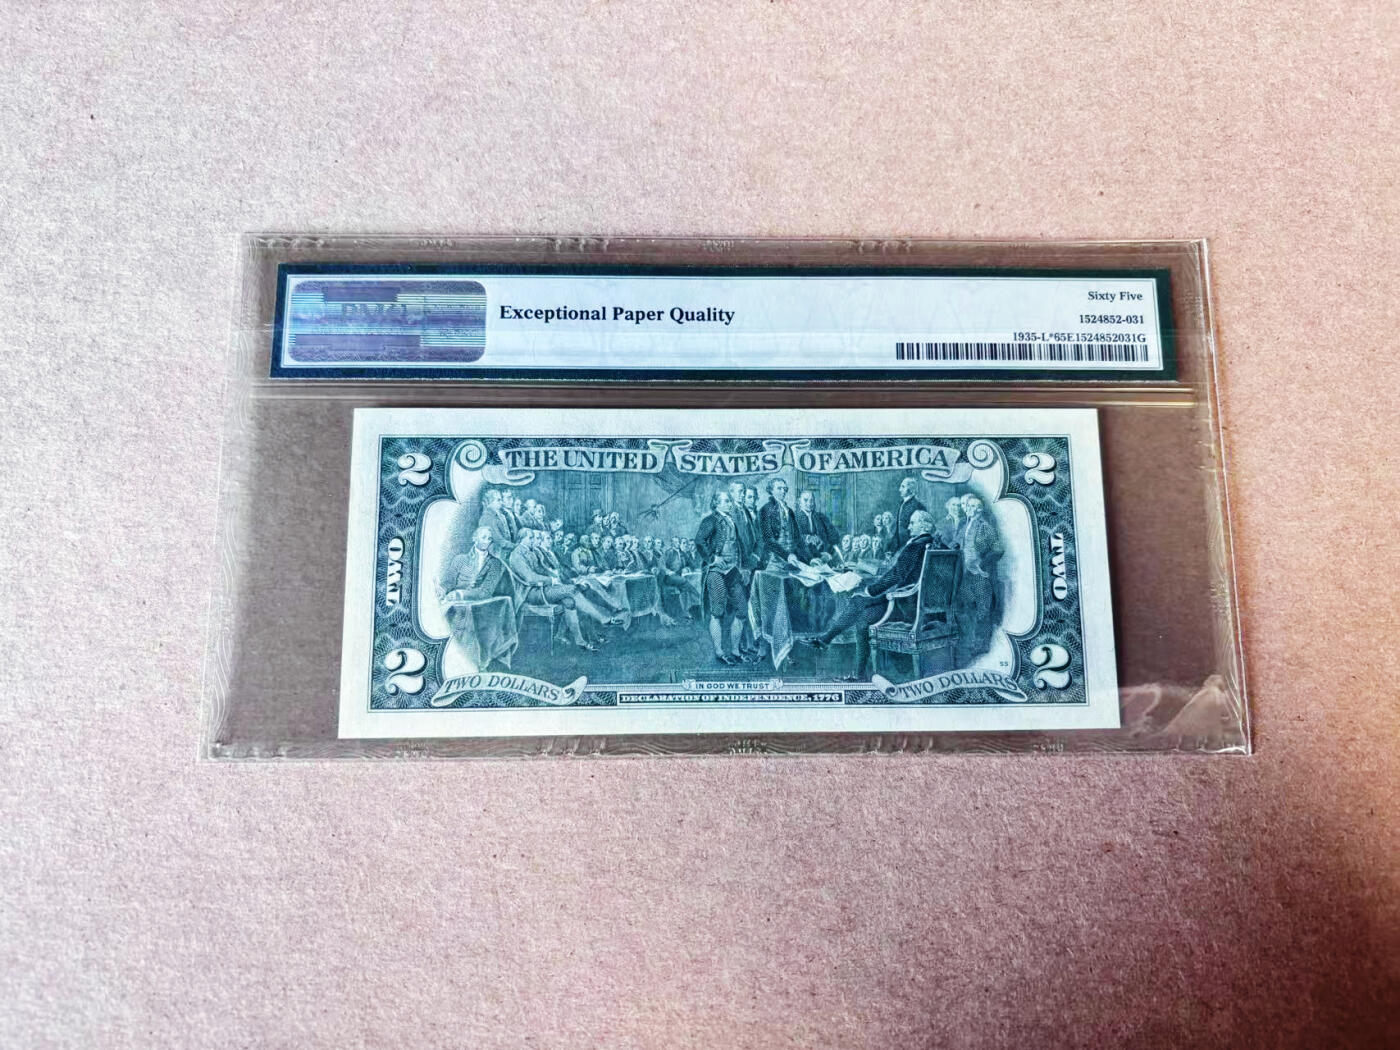 PMG
Exceptional Paper Quality
Sixty Five
1524852-031
1935-L*65E1524852031G
THE UNITED STATES OF AMERICA
2
2
TWO
TWO
2
2
TWO DOLLARS
TWO DOLLARS
IN GOD WE TRUST
DECLARATION OF INDEPENDENCE, 1776